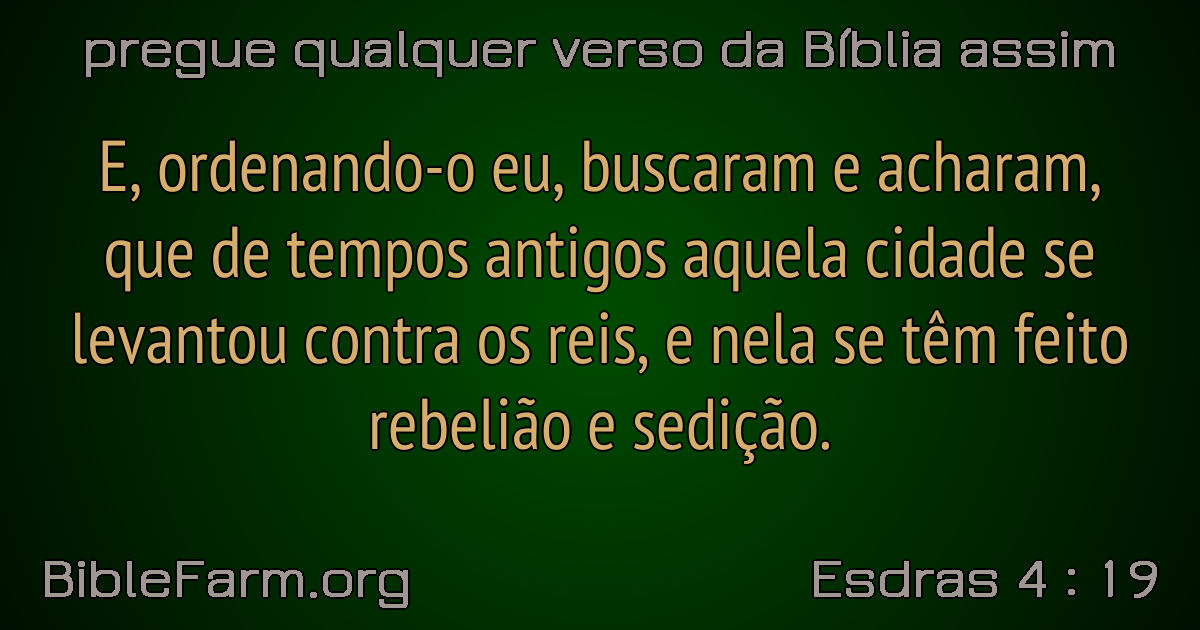 pregue qualquer verso da Bíblia assim
E, ordenando-o eu, buscaram e acharam,
que de tempos antigos aquela cidade se
levantou contra os reis, e nela se têm feito
rebelião e sedição.
BibleFarm.org
Esdras 4 : 19